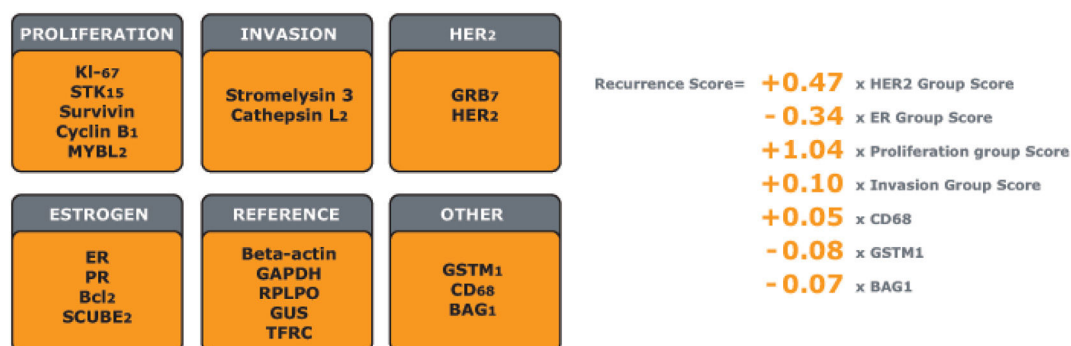 PROLIFERATION
KI-67
STK15
Survivin
Cyclin B1
MYBL2
INVASION
Stromelysin 3
Cathepsin L2
HER2
GRB7
HER2
ESTROGEN
ER
PR
Bcl2
SCUBE2
REFERENCE
Beta-actin
GAPDH
RPLPO
GUS
TFRC
OTHER
GSTM1
CD68
BAG1
Recurrence Score= +0.47 x HER2 Group Score
-0.34 x ER Group Score
+1.04 x Proliferation group Score
+0.10 x Invasion Group Score
+0.05 x CD68
-0.08 x GSTM1
-0.07 x BAG1